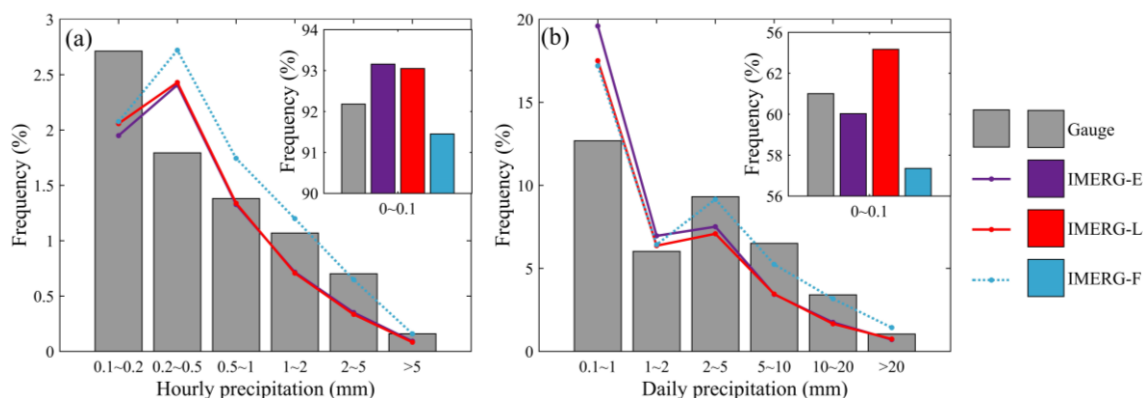 (a)
Frequency (%)
3
2.5
2
1.5
1
0.5
0
0.1~0.2 0.2~0.5 0.5~1 1~2 2~5 >5
Hourly precipitation (mm)
Frequency (%)
94
93
92
91
90
0~0.1
(b)
Frequency (%)
20
15
10
5
0
0.1~1 1~2 2~5 5~10 10~20 >20
Daily precipitation (mm)
Frequency (%)
56
62
60
58
56
0~0.1
Gauge
IMERG-E
IMERG-L
IMERG-F